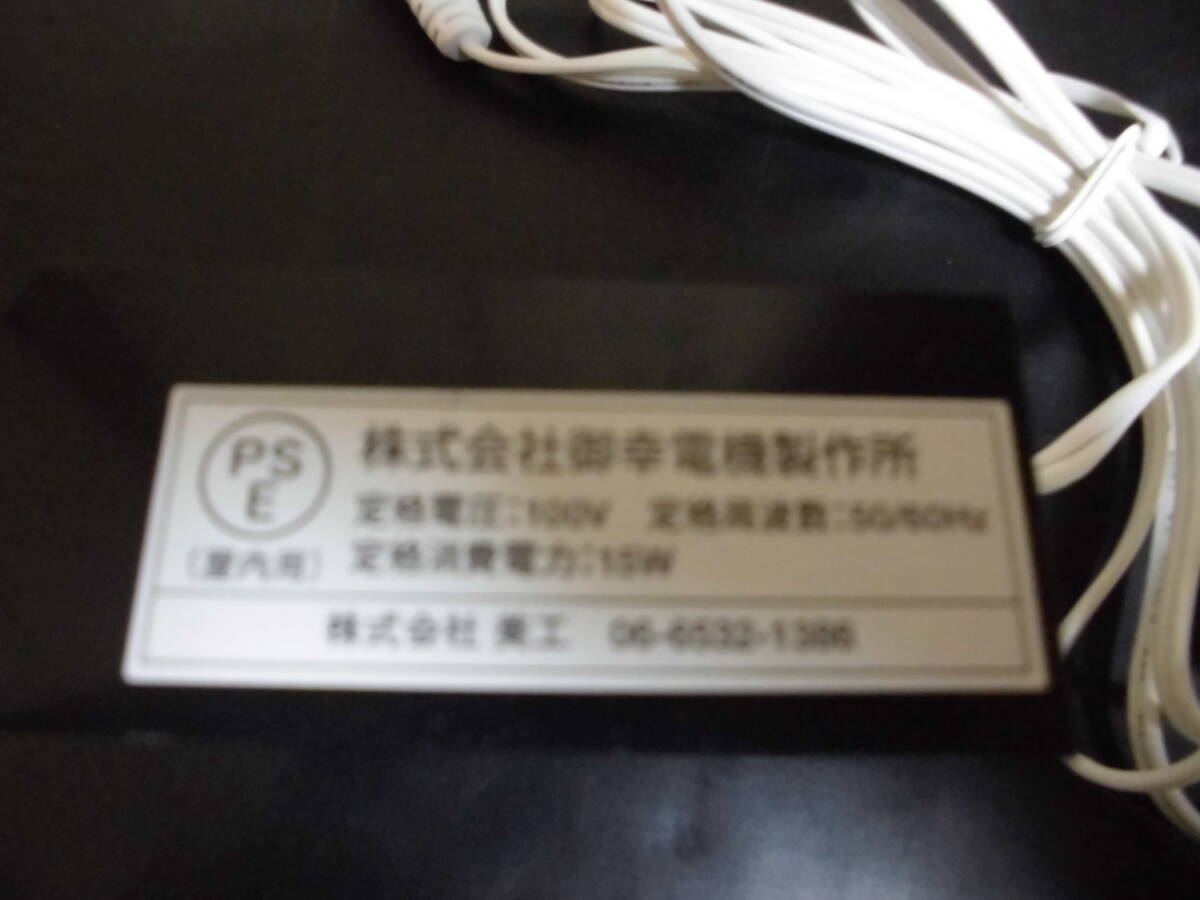 PS
E
(室内用)
株式会社御幸電機製作所
定格電圧:100V 定格周波数:50/60Hz
定格消費電力:15W
株式会社 美工 06-6532-1386